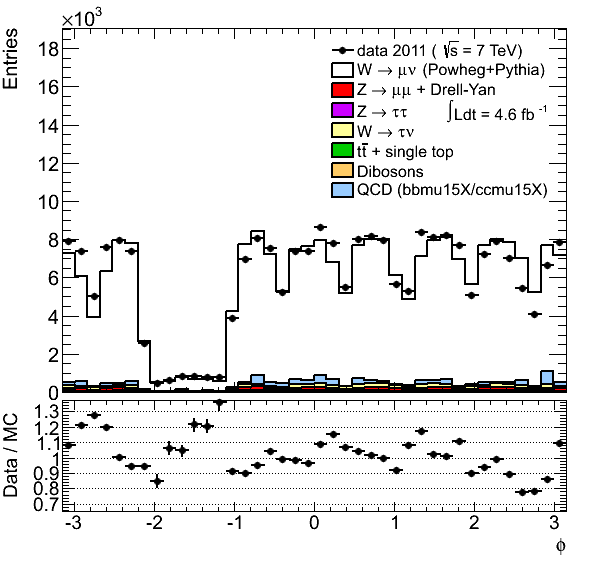 ×10³
Entries
18
16
14
12
10
8
6
4
2
0
data 2011 ( √s = 7 TeV)
W → μν (Powheg+Pythia)
Z → μμ + Drell-Yan
Z → ττ
∫Ldt = 4.6 fb⁻¹
W → τν
tt̄ + single top
Dibosons
QCD (bbmu15X/ccmu15X)
Data / MC
1.3
1.2
1.1
1
0.9
0.8
0.7
-3 -2 -1 0 1 2 3
ϕ